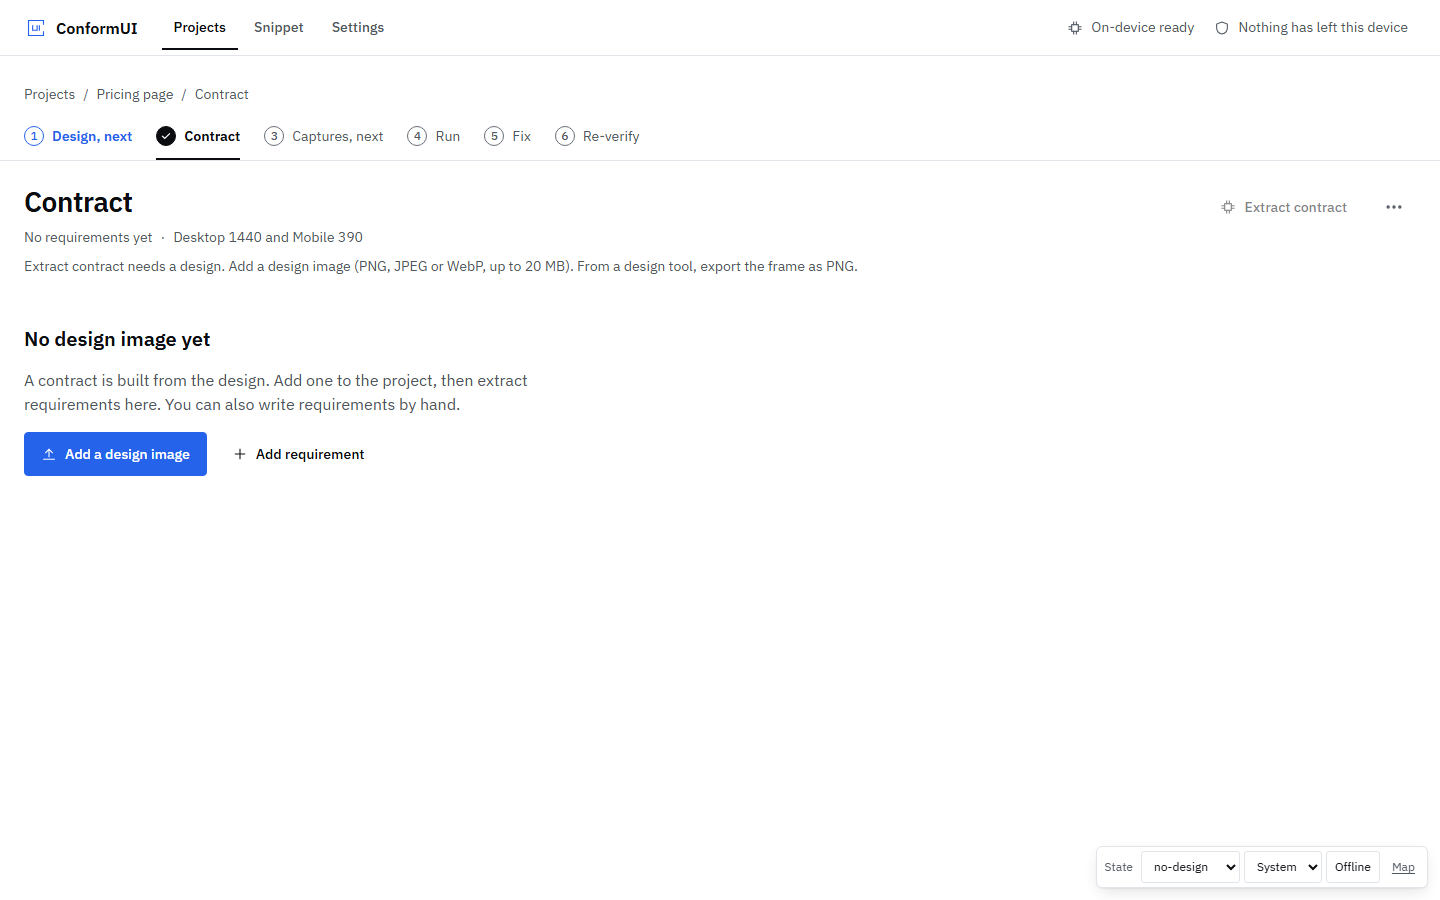 UI ConformUI Projects Snippet Settings On-device ready Nothing has left this device
Projects / Pricing page / Contract
1 Design, next Contract 3 Captures, next 4 Run 5 Fix 6 Re-verify
Contract
Extract contract
No requirements yet · Desktop 1440 and Mobile 390
Extract contract needs a design. Add a design image (PNG, JPEG or WebP, up to 20 MB). From a design tool, export the frame as PNG.
No design image yet
A contract is built from the design. Add one to the project, then extract
requirements here. You can also write requirements by hand.
Add a design image Add requirement
State no-design System Offline Map